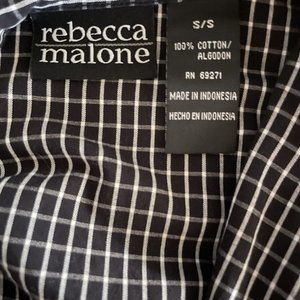 rebecca
malone
S/S
100% COTTON/
ALGODON
RN 69271
MADE IN INDONESIA
HECHO EN INDONESIA